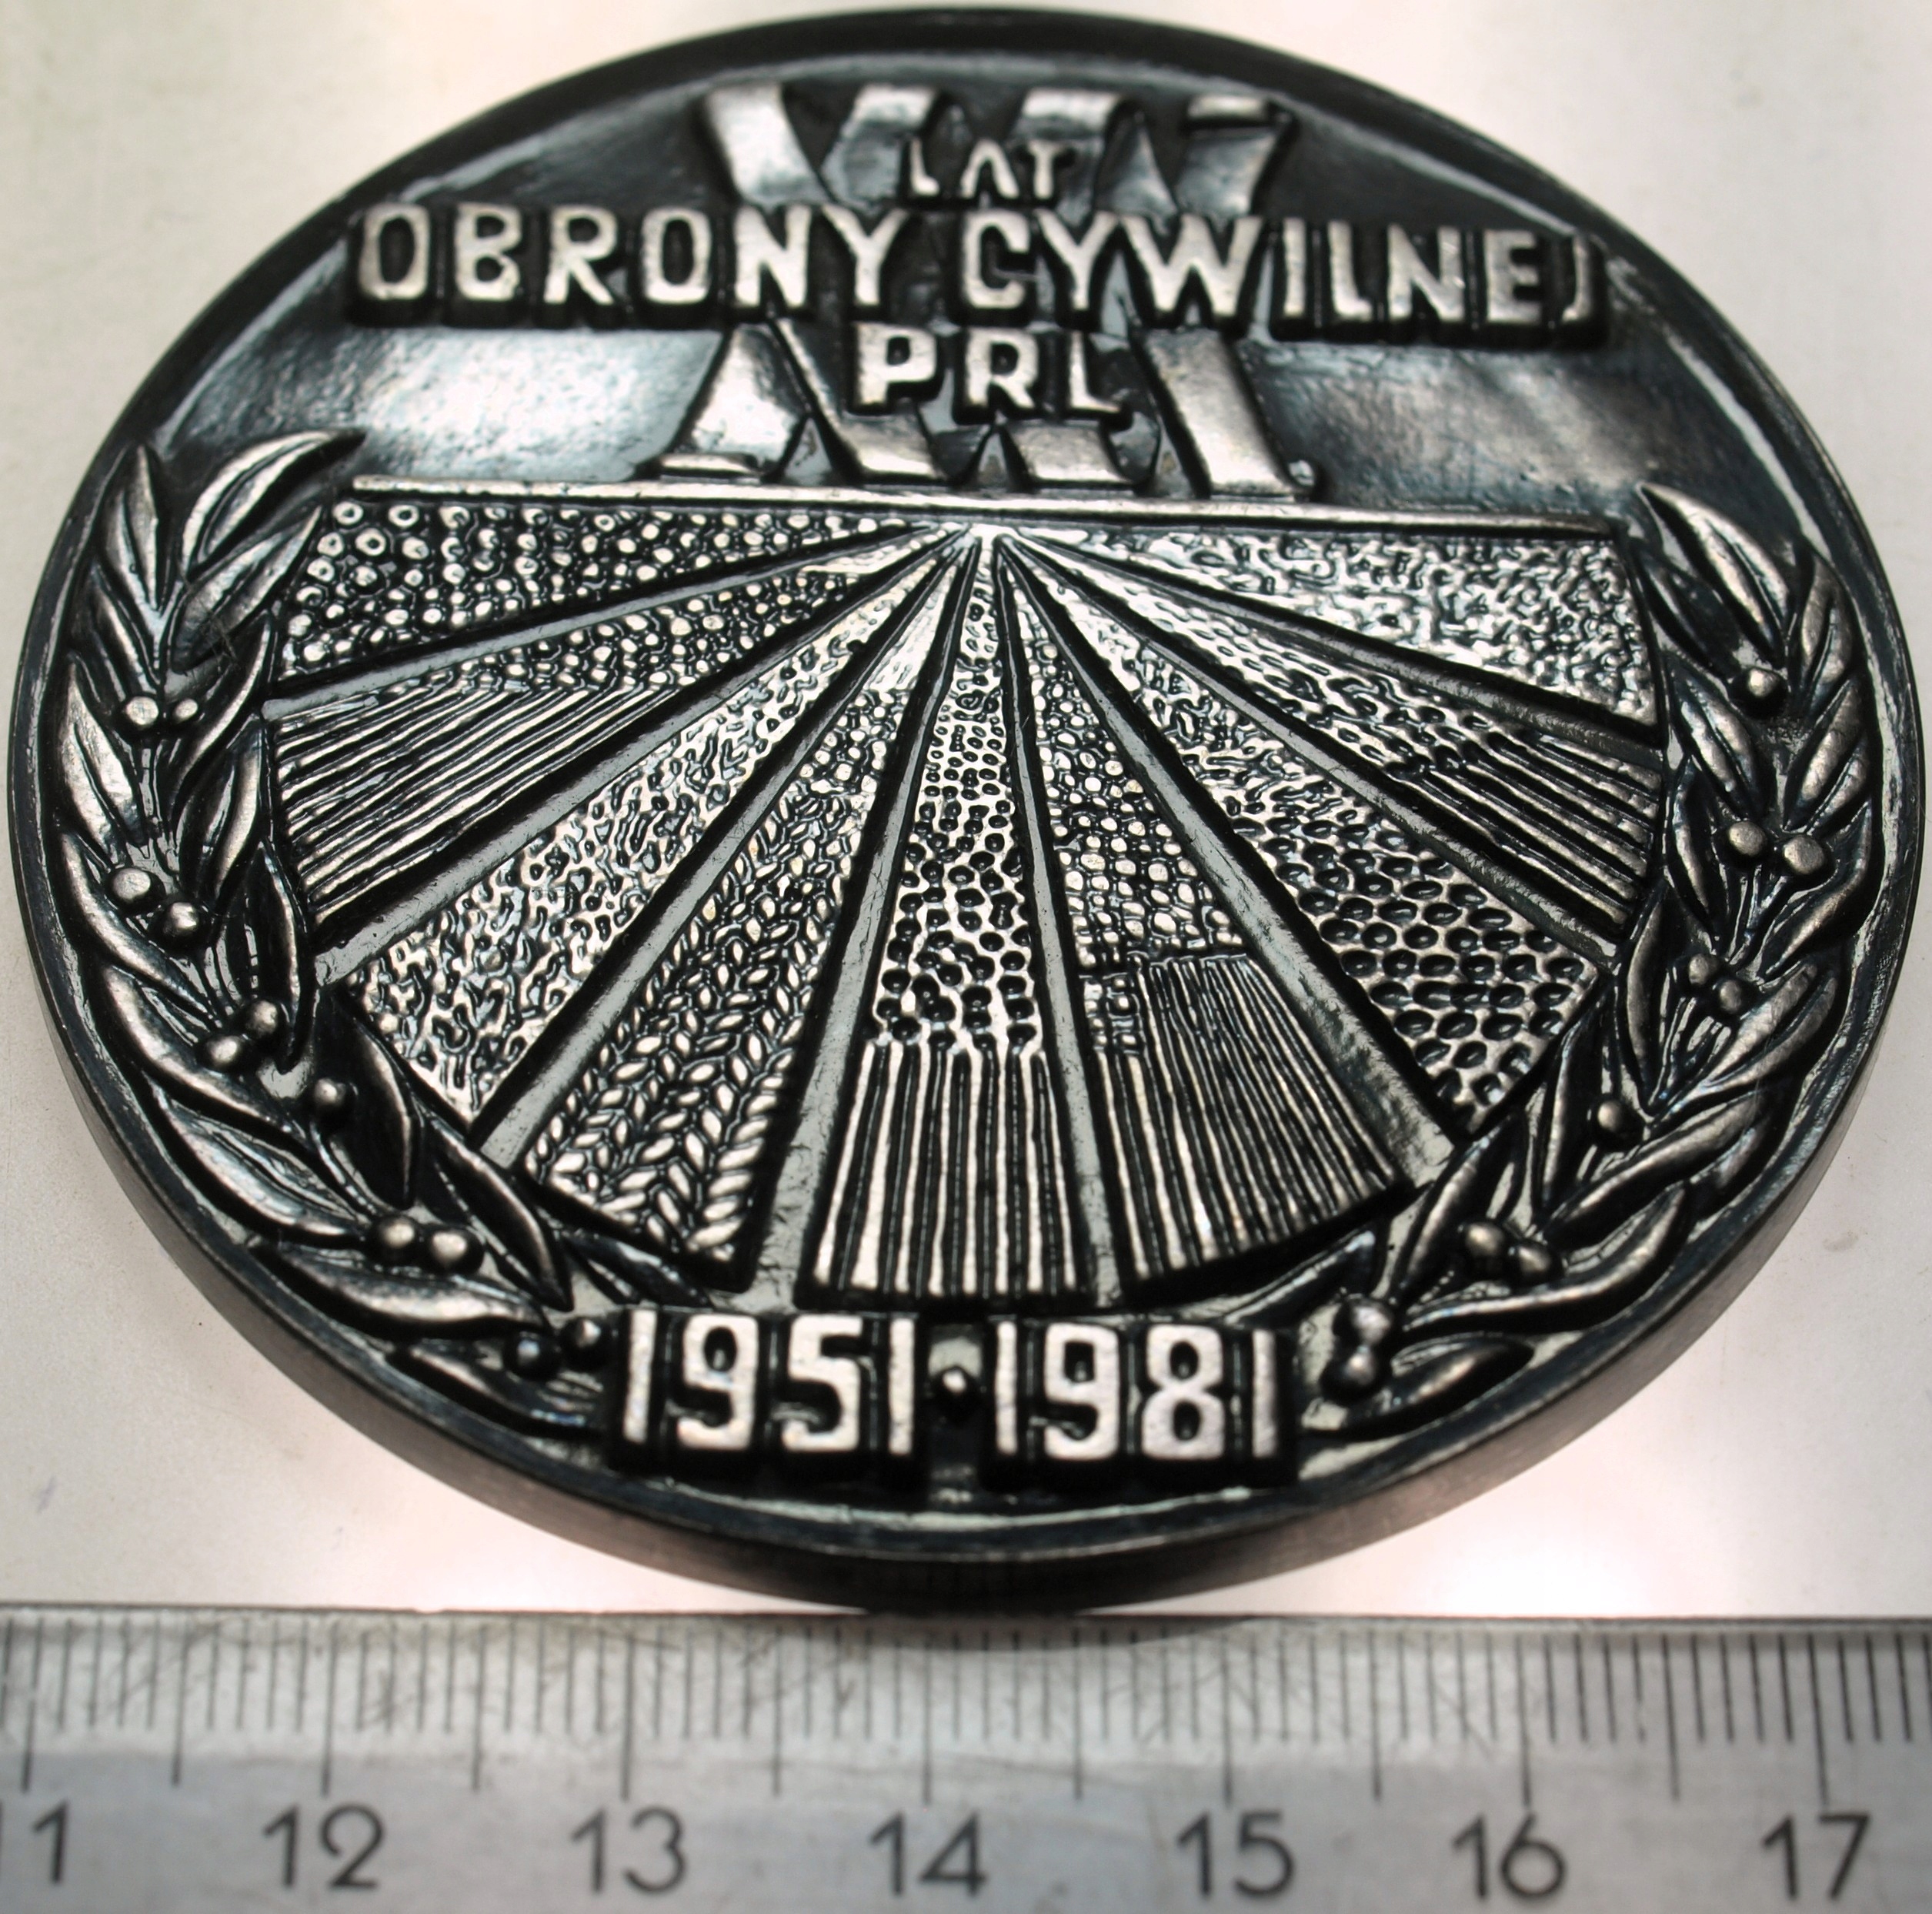 XXX
LAT
OBRONY CYWILNEJ
PRL
1951 • 1981
11 12 13 14 15 16 17